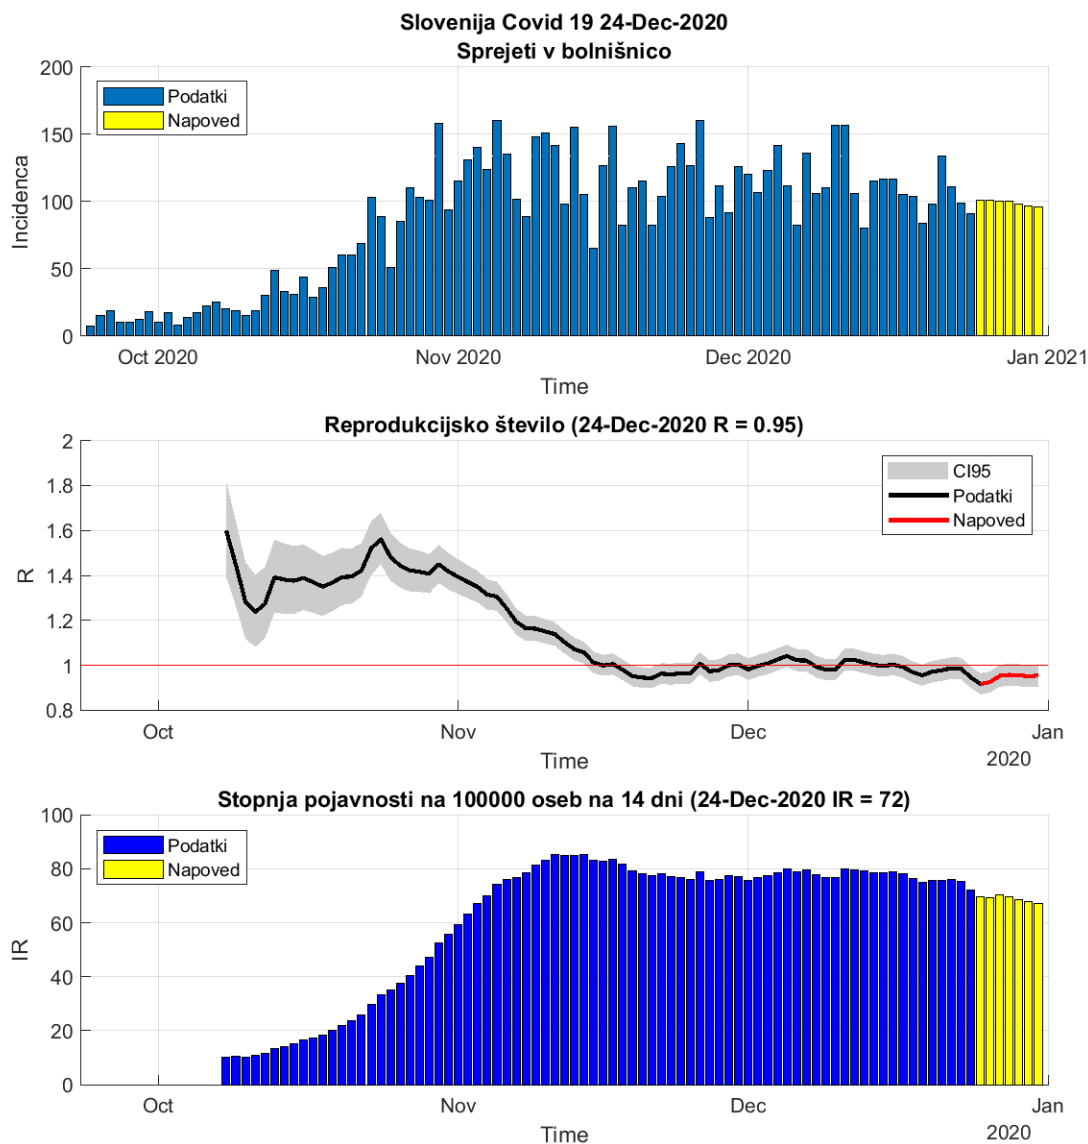 Slovenija Covid 19 24-Dec-2020
Sprejeti v bolnišnico
200
150
100
50
0
Incidenca
Podatki
Napoved
Oct 2020 Nov 2020 Dec 2020 Jan 2021
Time
Reprodukcijsko število (24-Dec-2020 R = 0.95)
2
1.8
1.6
1.4
1.2
1
0.8
R
CI95
Podatki
Napoved
Oct Nov Dec Jan
Time 2020
Stopnja pojavnosti na 100000 oseb na 14 dni (24-Dec-2020 IR = 72)
100
80
60
40
20
0
IR
Podatki
Napoved
Oct Nov Dec Jan
Time 2020